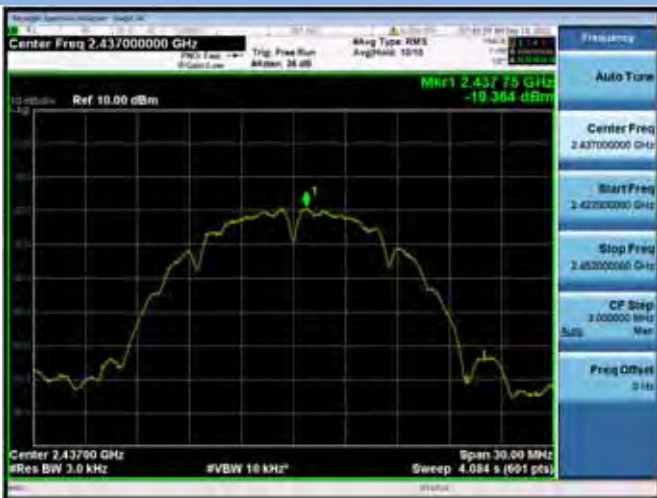 Center Freq 2.437000000 GHz
Trig: Free Run
#Atten: 36 dB
#Avg Type: RMS
Avg|Hold: 10/10
Frequency
Mkr1 2.437 75 GHz
-19.364 dBm
Ref 10.00 dBm
1
Auto Tune
Center Freq
2.437000000 GHz
Start Freq
2.422000000 GHz
Stop Freq
2.452000000 GHz
CF Step
3.000000 MHz
Auto Man
Freq Offset
0 Hz
Center 2.43700 GHz
#Res BW 3.0 kHz
#VBW 10 kHz*
Span 30.00 MHz
Sweep 4.084 s (601 pts)